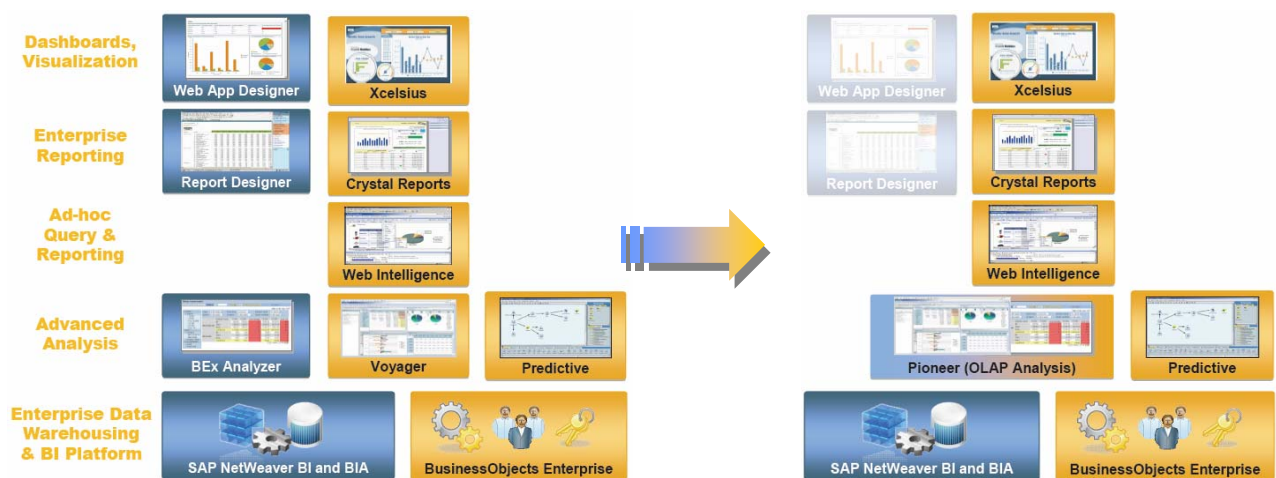 Dashboards,
Visualization
Web App Designer
Xcelsius
Web App Designer
Xcelsius
Enterprise
Reporting
Report Designer
Crystal Reports
Report Designer
Crystal Reports
Ad-hoc
Query &
Reporting
Web Intelligence
Web Intelligence
Advanced
Analysis
BEx Analyzer
Voyager
Predictive
Pioneer (OLAP Analysis)
Predictive
Enterprise Data
Warehousing
& BI Platform
SAP NetWeaver BI and BIA
BusinessObjects Enterprise
SAP NetWeaver BI and BIA
BusinessObjects Enterprise